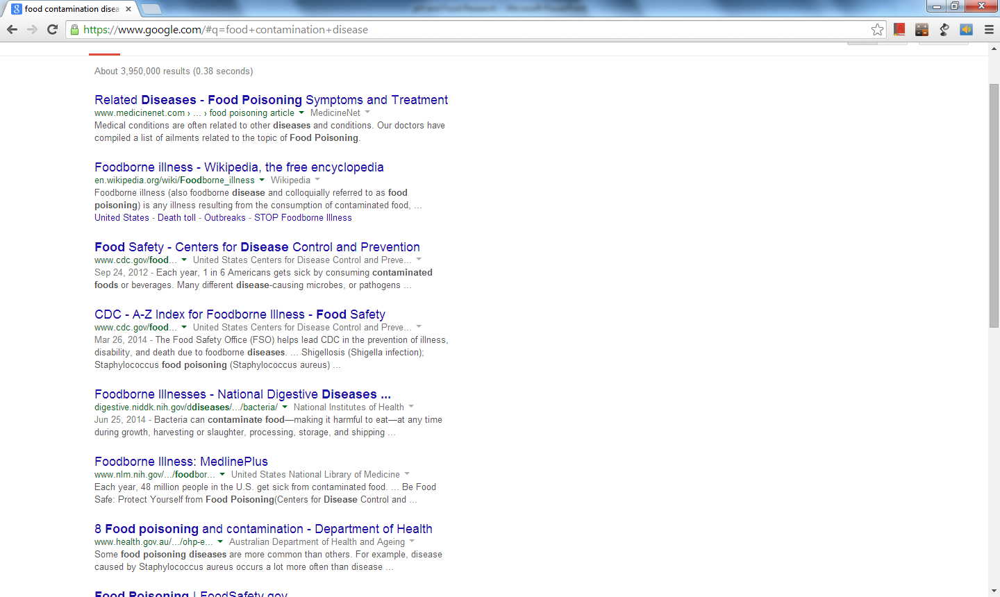 food contamination disea
https://www.google.com/#q=food+contamination+disease
About 3,950,000 results (0.38 seconds)
Related Diseases - Food Poisoning Symptoms and Treatment
www.medicinenet.com › ... › food poisoning article MedicineNet
Medical conditions are often related to other diseases and conditions. Our doctors have
compiled a list of ailments related to the topic of Food Poisoning.
Foodborne illness - Wikipedia, the free encyclopedia
en.wikipedia.org/wiki/Foodborne_illness Wikipedia
Foodborne illness (also foodborne disease and colloquially referred to as food
poisoning) is any illness resulting from the consumption of contaminated food, ...
United States - Death toll - Outbreaks - STOP Foodborne Illness
Food Safety - Centers for Disease Control and Prevention
www.cdc.gov/food... United States Centers for Disease Control and Preve...
Sep 24, 2012 - Each year, 1 in 6 Americans gets sick by consuming contaminated
foods or beverages. Many different disease-causing microbes, or pathogens ...
CDC - A-Z Index for Foodborne Illness - Food Safety
www.cdc.gov/food... United States Centers for Disease Control and Preve...
Mar 26, 2014 - The Food Safety Office (FSO) helps lead CDC in the prevention of illness,
disability, and death due to foodborne diseases. ... Shigellosis (Shigella infection);
Staphylococcus food poisoning (Staphylococcus aureus) ...
Foodborne Illnesses - National Digestive Diseases ...
digestive.niddk.nih.gov/ddiseases/.../bacteria/ National Institutes of Health
Jun 25, 2014 - Bacteria can contaminate food—making it harmful to eat—at any time
during growth, harvesting or slaughter, processing, storage, and shipping ...
Foodborne Illness: MedlinePlus
www.nlm.nih.gov/.../foodbor... United States National Library of Medicine
Each year, 48 million people in the U.S. get sick from contaminated food. ... Be Food
Safe: Protect Yourself from Food Poisoning(Centers for Disease Control and ...
8 Food poisoning and contamination - Department of Health
www.health.gov.au/.../ohp-e... Australian Department of Health and Ageing
Some food poisoning diseases are more common than others. For example, disease
caused by Staphylococcus aureus occurs a lot more often than disease ...
Food Poisoning | FoodSafety.gov